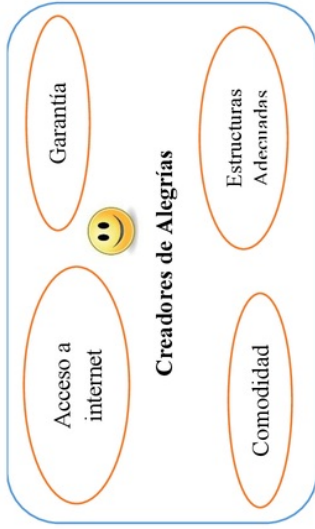 Acceso a
internet
Garantía
Creadores de Alegrías
Comodidad
Estructuras
Adecuadas